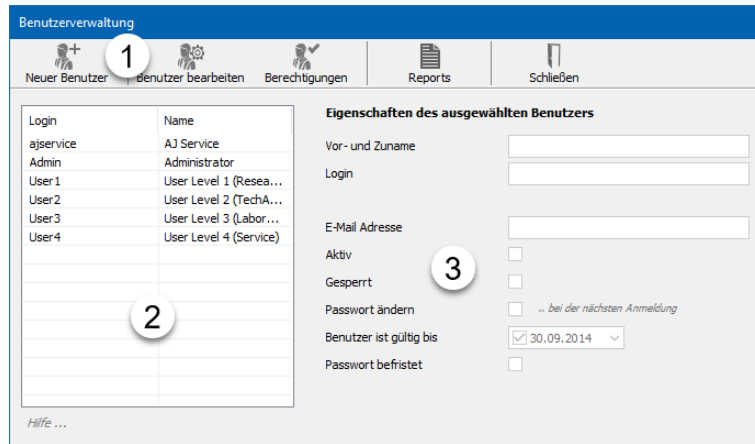 Benutzerverwaltung
1
Neuer Benutzer Benutzer bearbeiten Berechtigungen Reports Schließen
Login Name
ajservice AJ Service
Admin Administrator
User1 User Level 1 (Resea...
User2 User Level 2 (TechA...
User3 User Level 3 (Labor...
User4 User Level 4 (Service)
2
Hilfe ...
Eigenschaften des ausgewählten Benutzers
Vor- und Zuname
Login
E-Mail Adresse
Aktiv
3
Gesperrt
Passwort ändern .. bei der nächsten Anmeldung
Benutzer ist gültig bis 30.09.2014
Passwort befristet